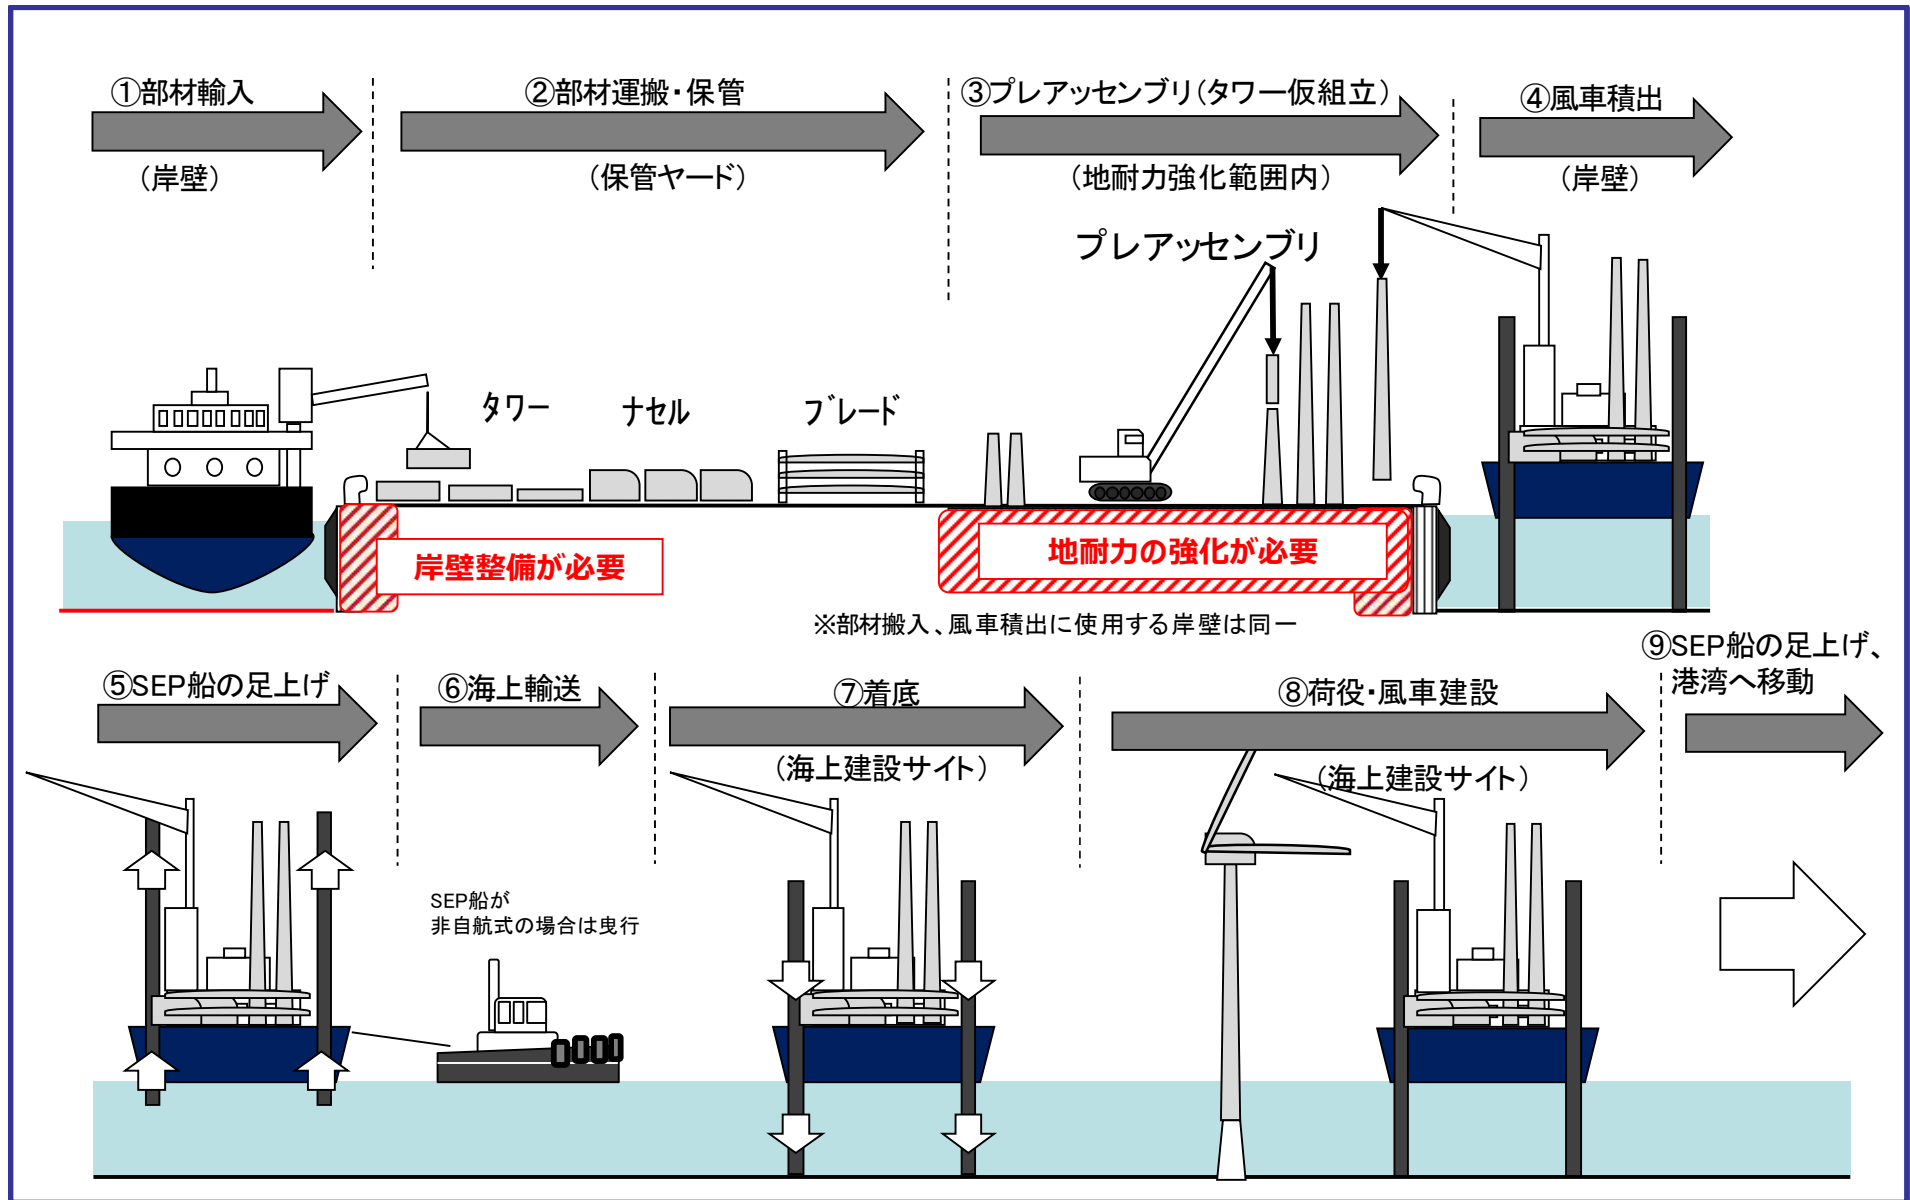 ①部材輸入
(岸壁)
②部材運搬・保管
(保管ヤード)
③プレアッセンブリ(タワー仮組立)
(地耐力強化範囲内)
④風車積出
(岸壁)
プレアッセンブリ
タワー
ナセル
ブレード
岸壁整備が必要
地耐力の強化が必要
※部材搬入、風車積出に使用する岸壁は同一
⑤SEP船の足上げ
⑥海上輸送
⑦着底
(海上建設サイト)
⑧荷役・風車建設
(海上建設サイト)
⑨SEP船の足上げ、
港湾へ移動
SEP船が
非自航式の場合は曳行